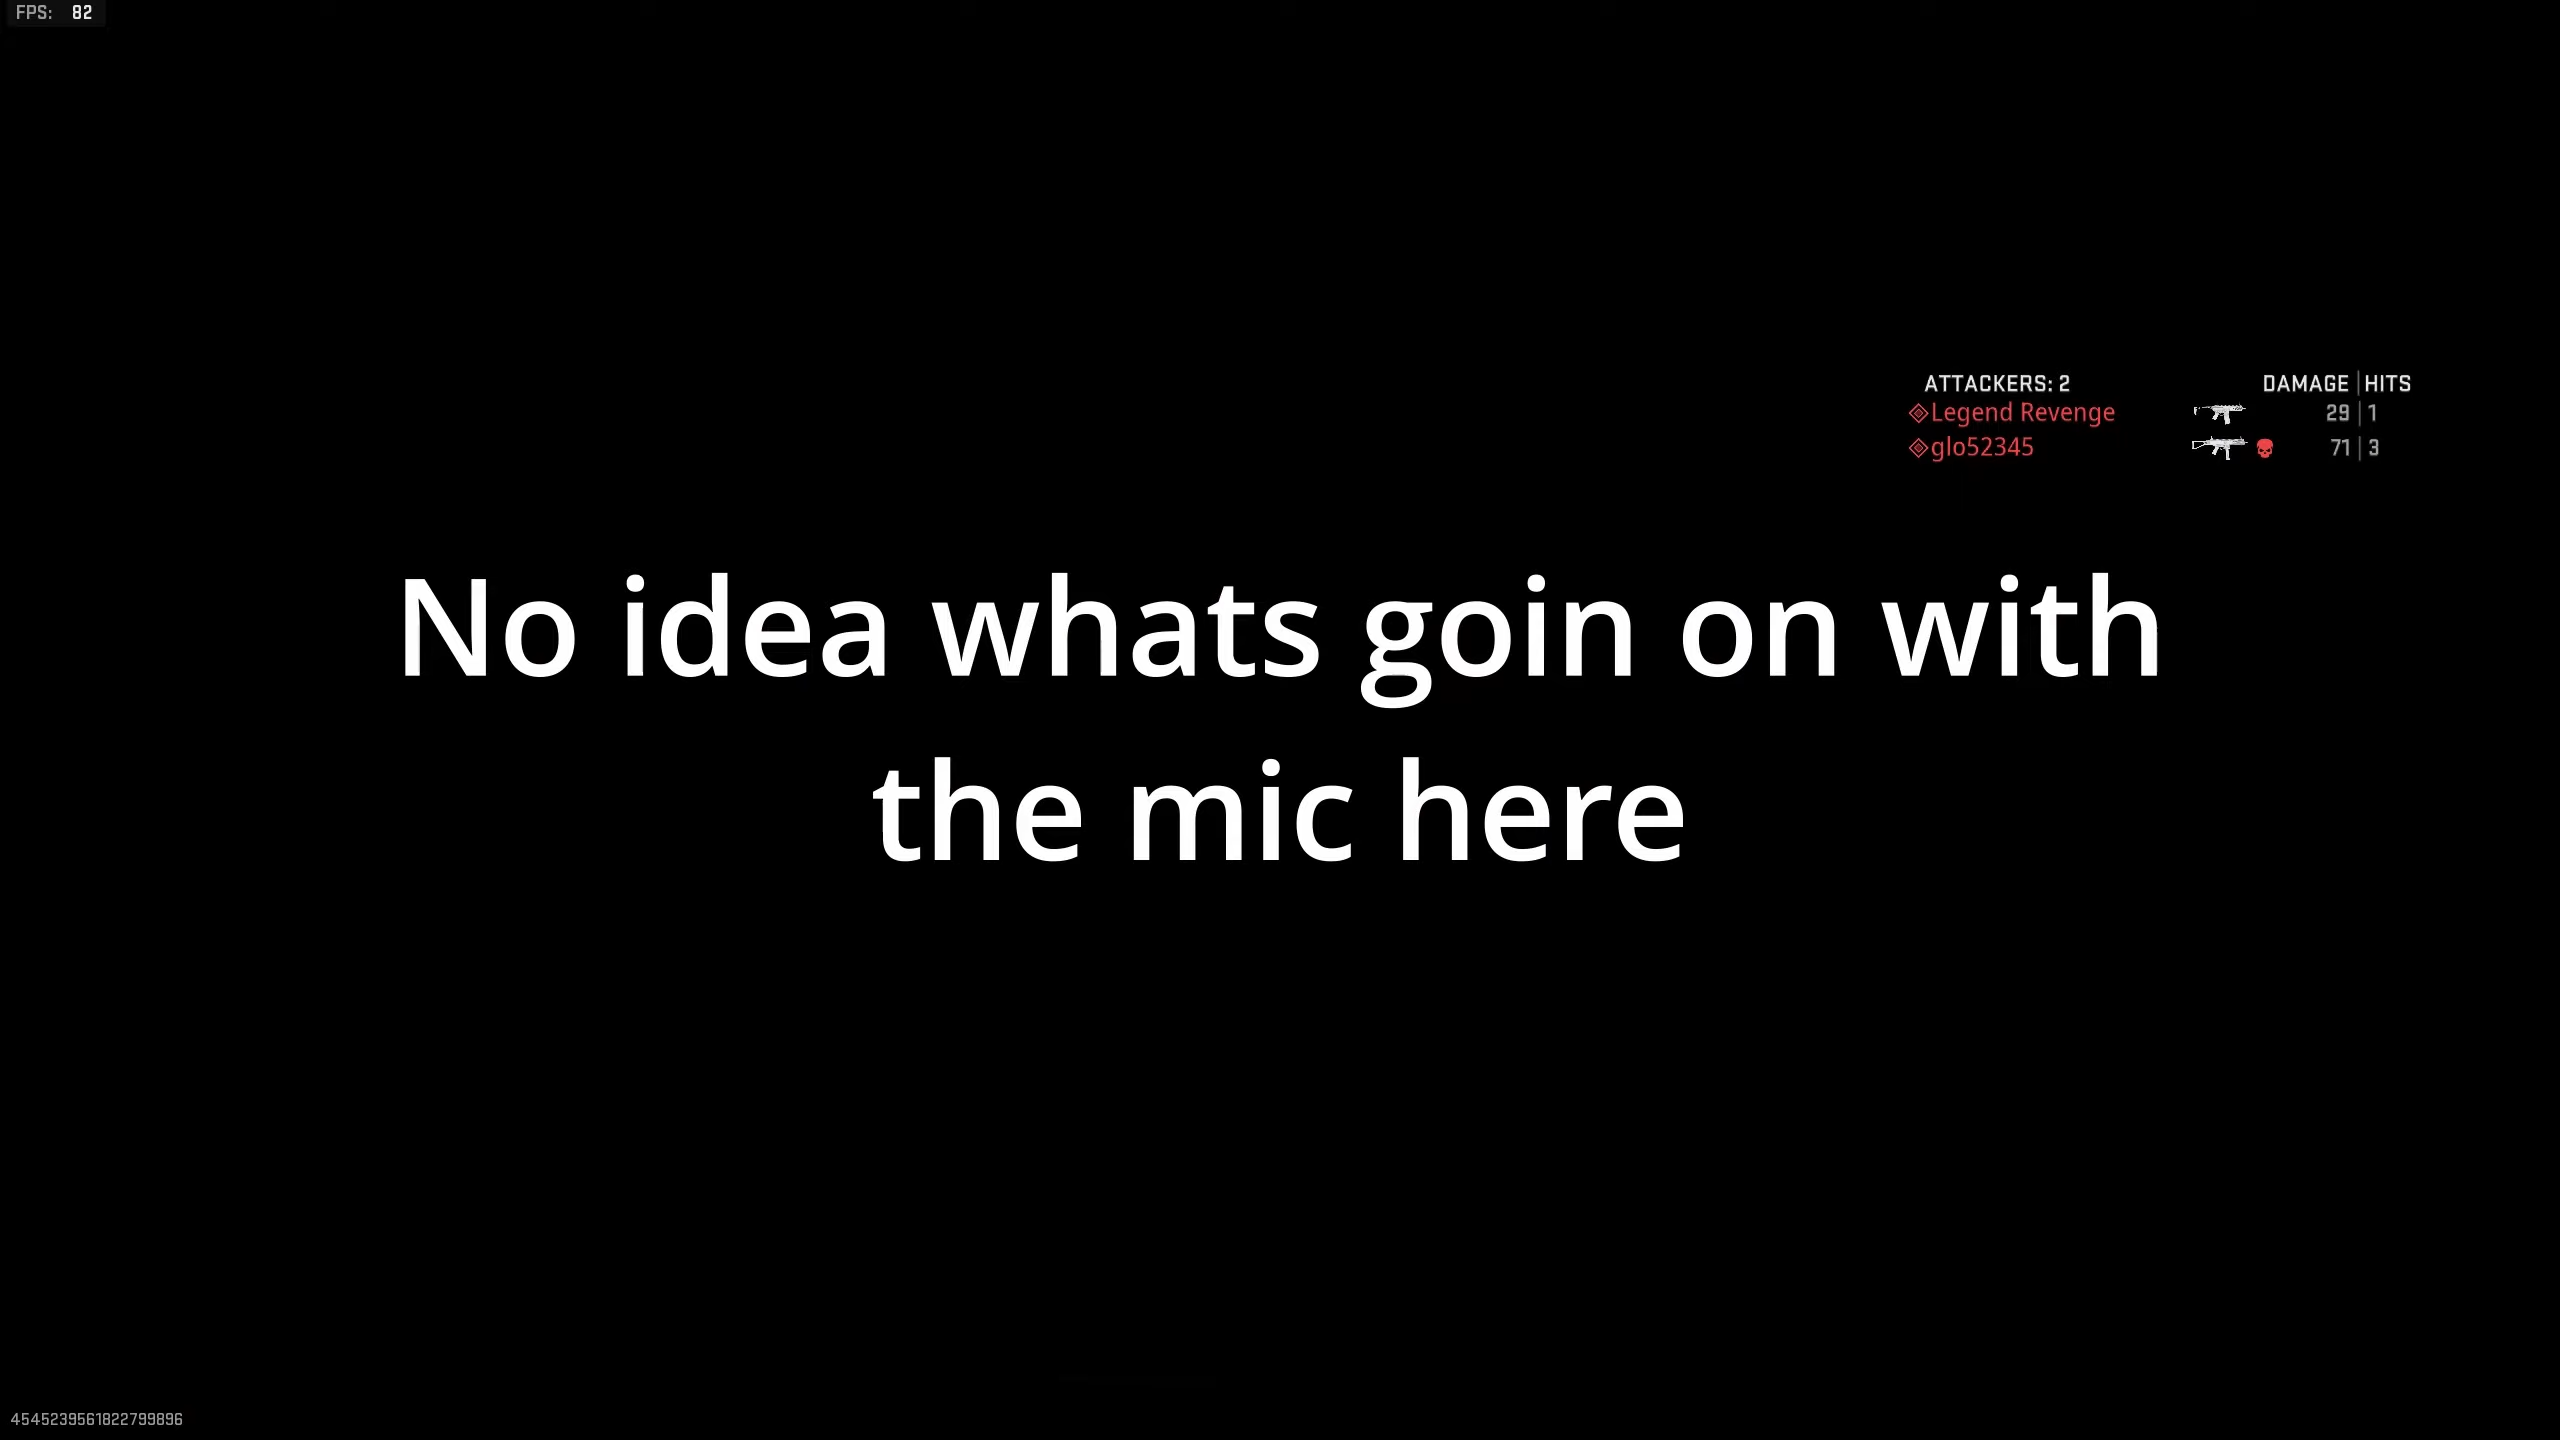 FPS: 82
ATTACKERS: 2 DAMAGE HITS
Legend Revenge 29 1
glo52345 71 3
No idea whats goin on with
the mic here
4545239561822799896